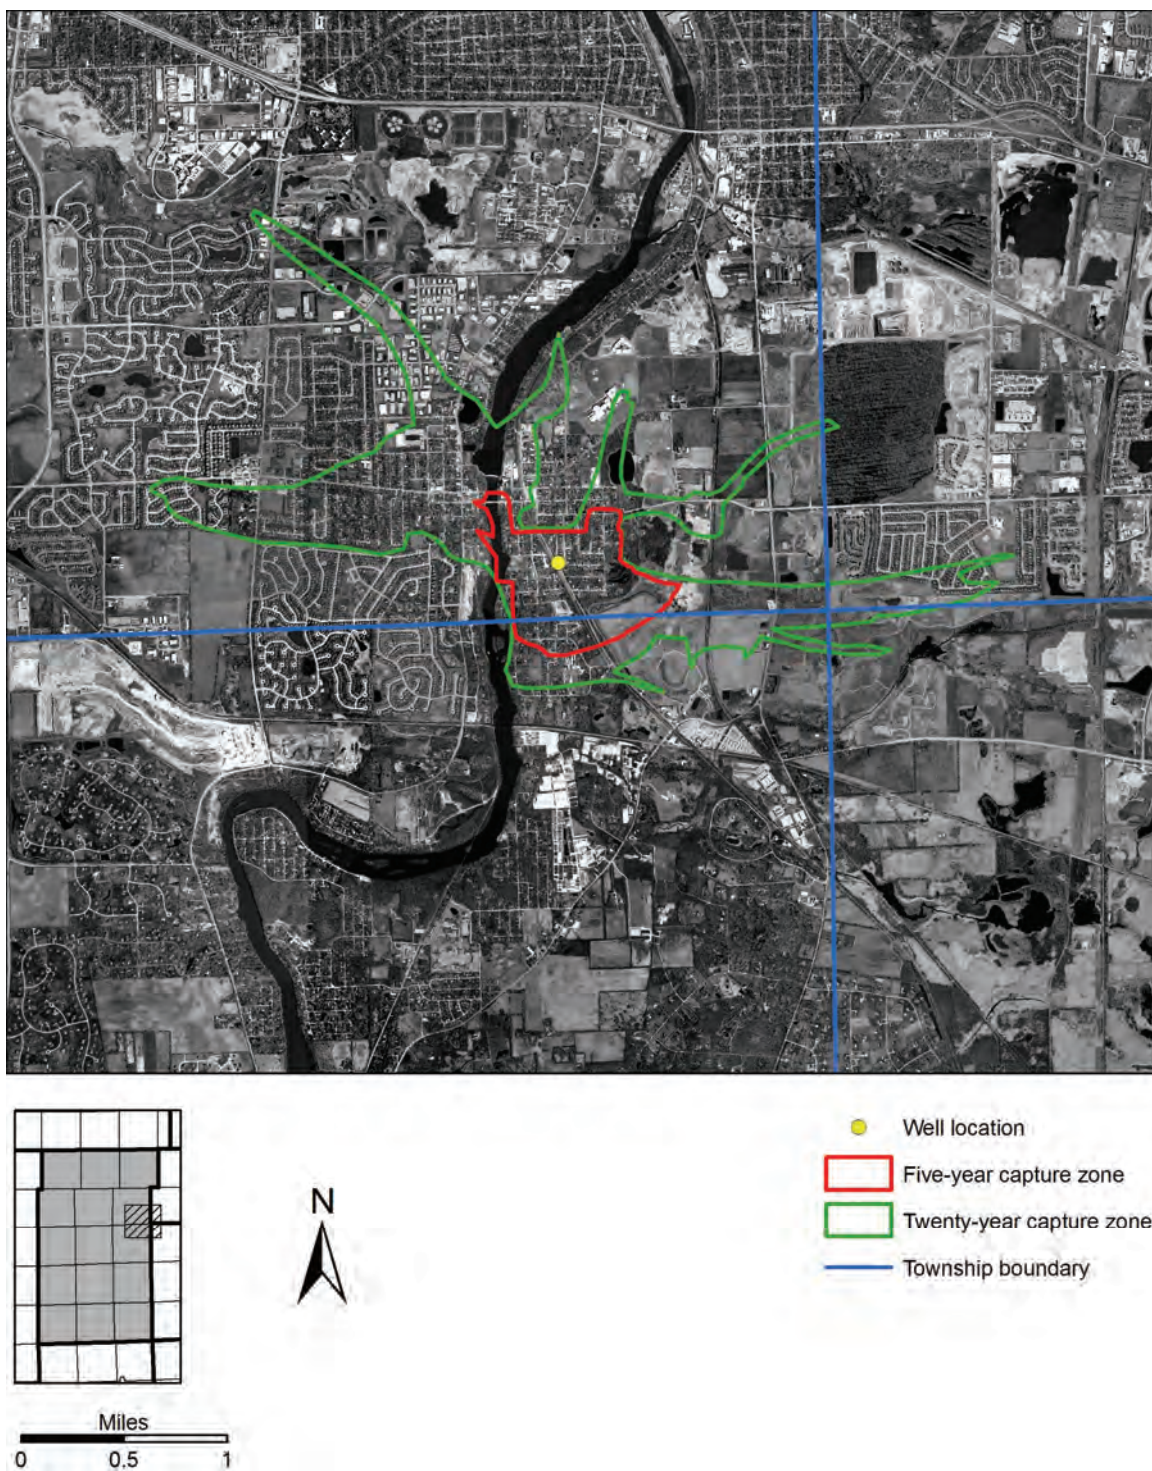 Well location
Five-year capture zone
N
Twenty-year capture zone
Township boundary
Miles
0 0.5 1